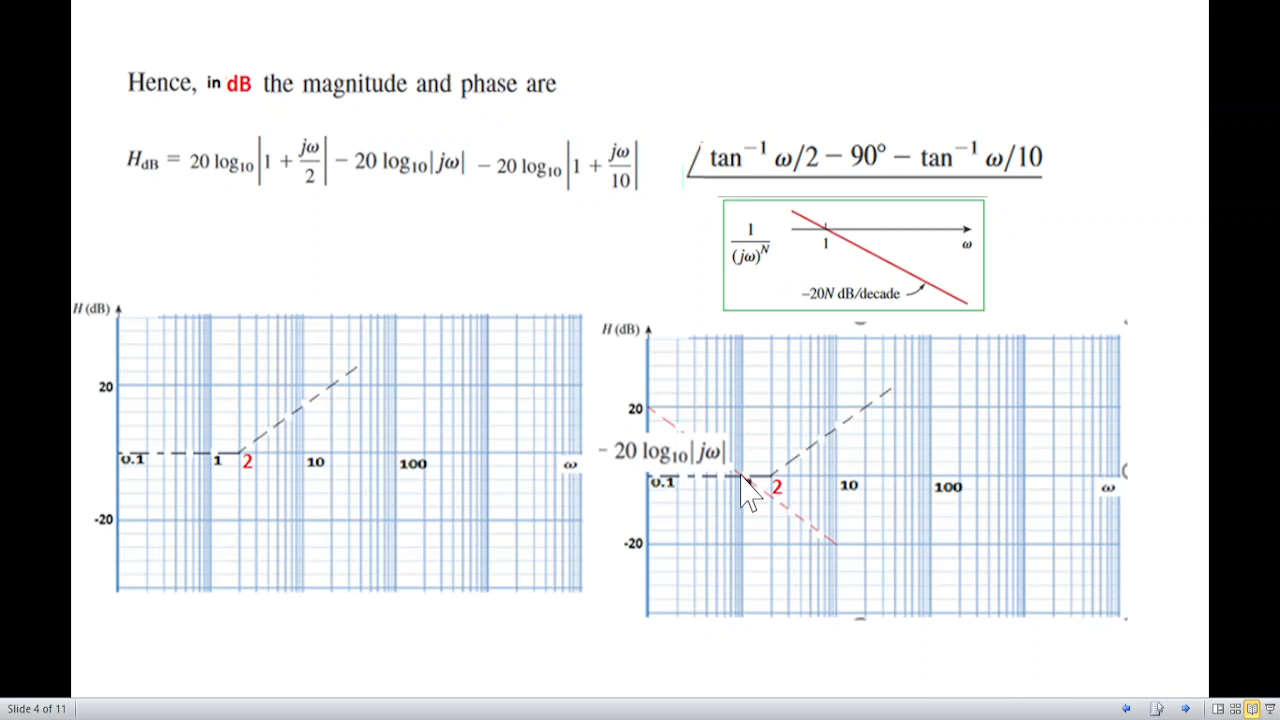 Hence, in dB the magnitude and phase are
H_dB = 20 log₁₀|1 + jω/2| − 20 log₁₀|jω| − 20 log₁₀|1 + jω/10|
/tan⁻¹ ω/2 − 90° − tan⁻¹ ω/10
1/(jω)^N
1
ω
−20N dB/decade
H (dB)
20
0.1
1
2
10
100
ω
-20
H (dB)
20
− 20 log₁₀|jω|
0.1
2
10
100
ω
-20
Slide 4 of 11